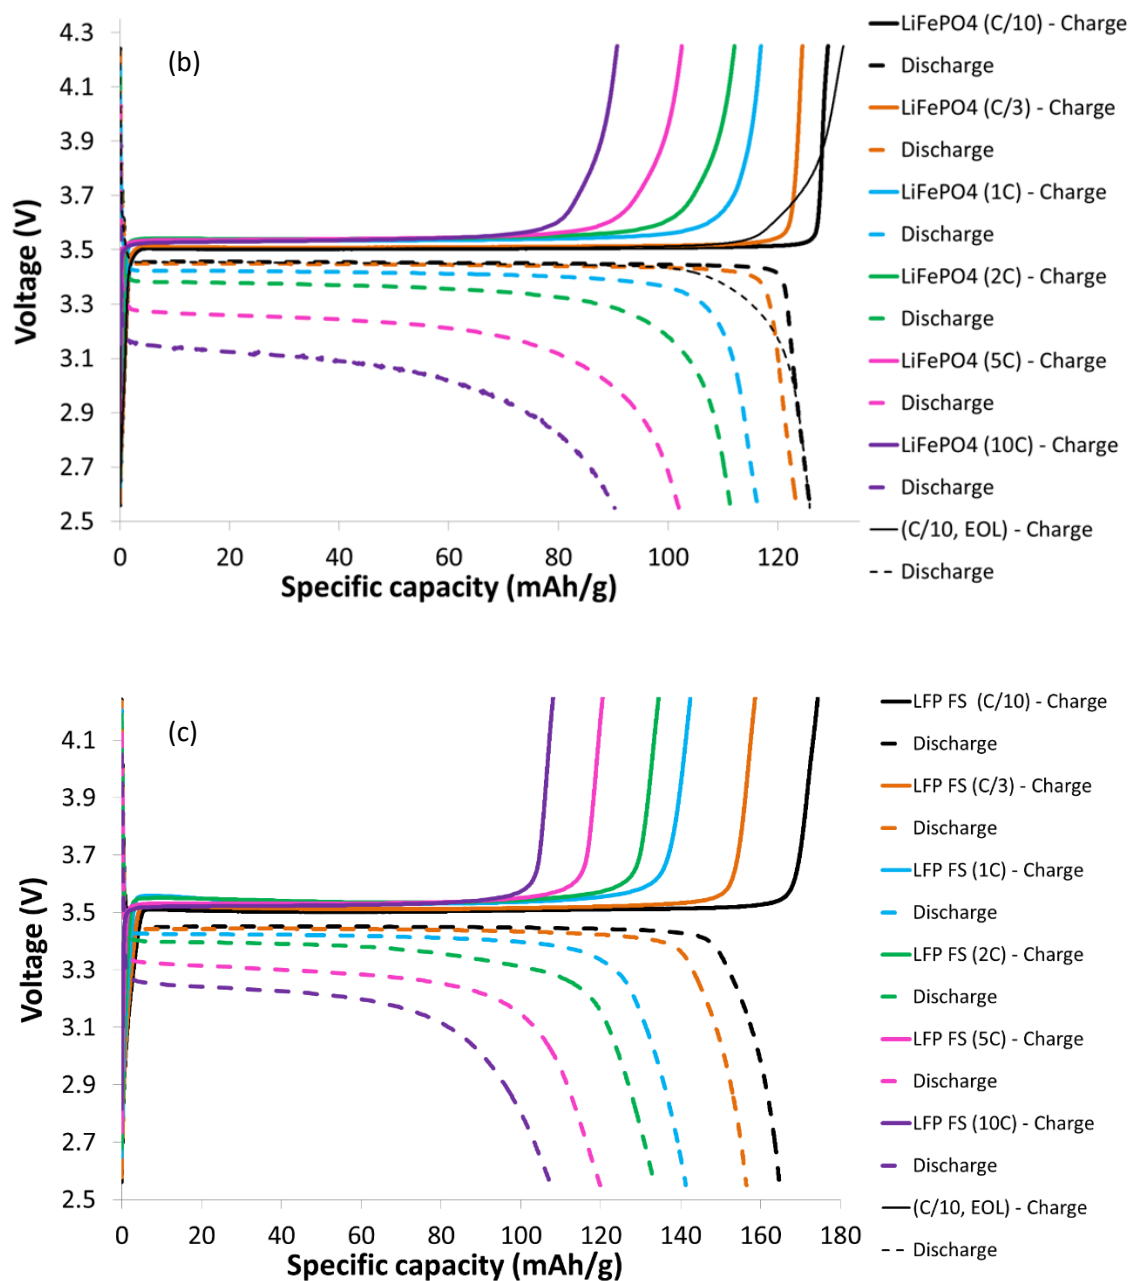 (b)
Voltage (V)
4.3
4.1
3.9
3.7
3.5
3.3
3.1
2.9
2.7
2.5
0 20 40 60 80 100 120
Specific capacity (mAh/g)
LiFePO4 (C/10) - Charge
Discharge
LiFePO4 (C/3) - Charge
Discharge
LiFePO4 (1C) - Charge
Discharge
LiFePO4 (2C) - Charge
Discharge
LiFePO4 (5C) - Charge
Discharge
LiFePO4 (10C) - Charge
Discharge
(C/10, EOL) - Charge
Discharge
(c)
Voltage (V)
4.1
3.9
3.7
3.5
3.3
3.1
2.9
2.7
2.5
0 20 40 60 80 100 120 140 160 180
Specific capacity (mAh/g)
LFP FS (C/10) - Charge
Discharge
LFP FS (C/3) - Charge
Discharge
LFP FS (1C) - Charge
Discharge
LFP FS (2C) - Charge
Discharge
LFP FS (5C) - Charge
Discharge
LFP FS (10C) - Charge
Discharge
(C/10, EOL) - Charge
Discharge